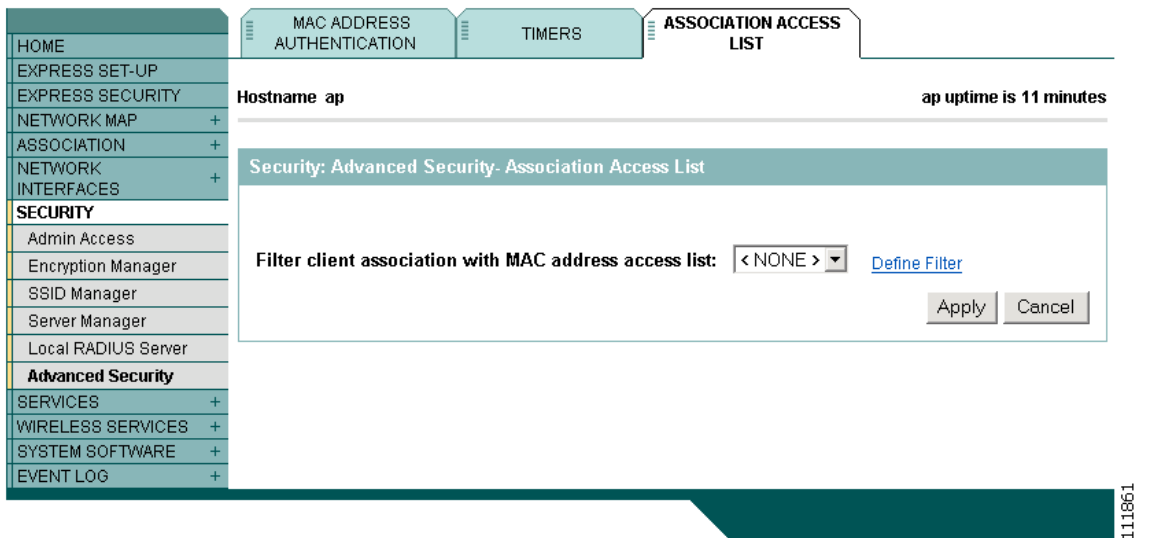 MAC ADDRESS
AUTHENTICATION
TIMERS
ASSOCIATION ACCESS
LIST
HOME
EXPRESS SET-UP
EXPRESS SECURITY
NETWORK MAP +
ASSOCIATION +
NETWORK
INTERFACES +
SECURITY
Admin Access
Encryption Manager
SSID Manager
Server Manager
Local RADIUS Server
Advanced Security
SERVICES +
WIRELESS SERVICES +
SYSTEM SOFTWARE +
EVENT LOG +
Hostname ap
ap uptime is 11 minutes
Security: Advanced Security- Association Access List
Filter client association with MAC address access list: < NONE > Define Filter
Apply Cancel
111861